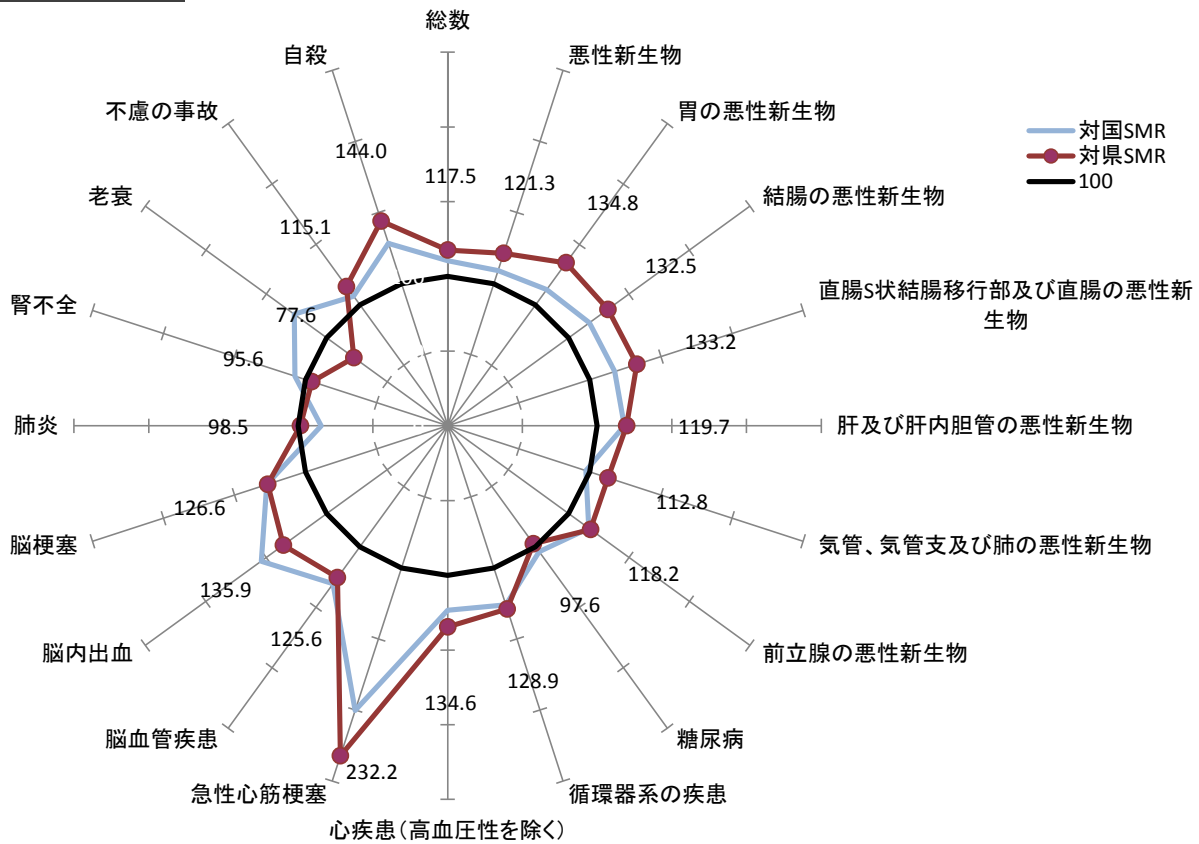 総数
自殺
悪性新生物
不慮の事故
胃の悪性新生物
対国SMR
対県SMR
100
144.0
117.5
121.3
134.8
老衰
115.1
結腸の悪性新生物
132.5
直腸S状結腸移行部及び直腸の悪性新
生物
腎不全
77.6
100
133.2
95.6
肺炎
98.5
119.7
肝及び肝内胆管の悪性新生物
126.6
112.8
脳梗塞
気管、気管支及び肺の悪性新生物
135.9
118.2
脳内出血
125.6
97.6
前立腺の悪性新生物
134.6
128.9
脳血管疾患
糖尿病
232.2
急性心筋梗塞
循環器系の疾患
心疾患(高血圧性を除く)